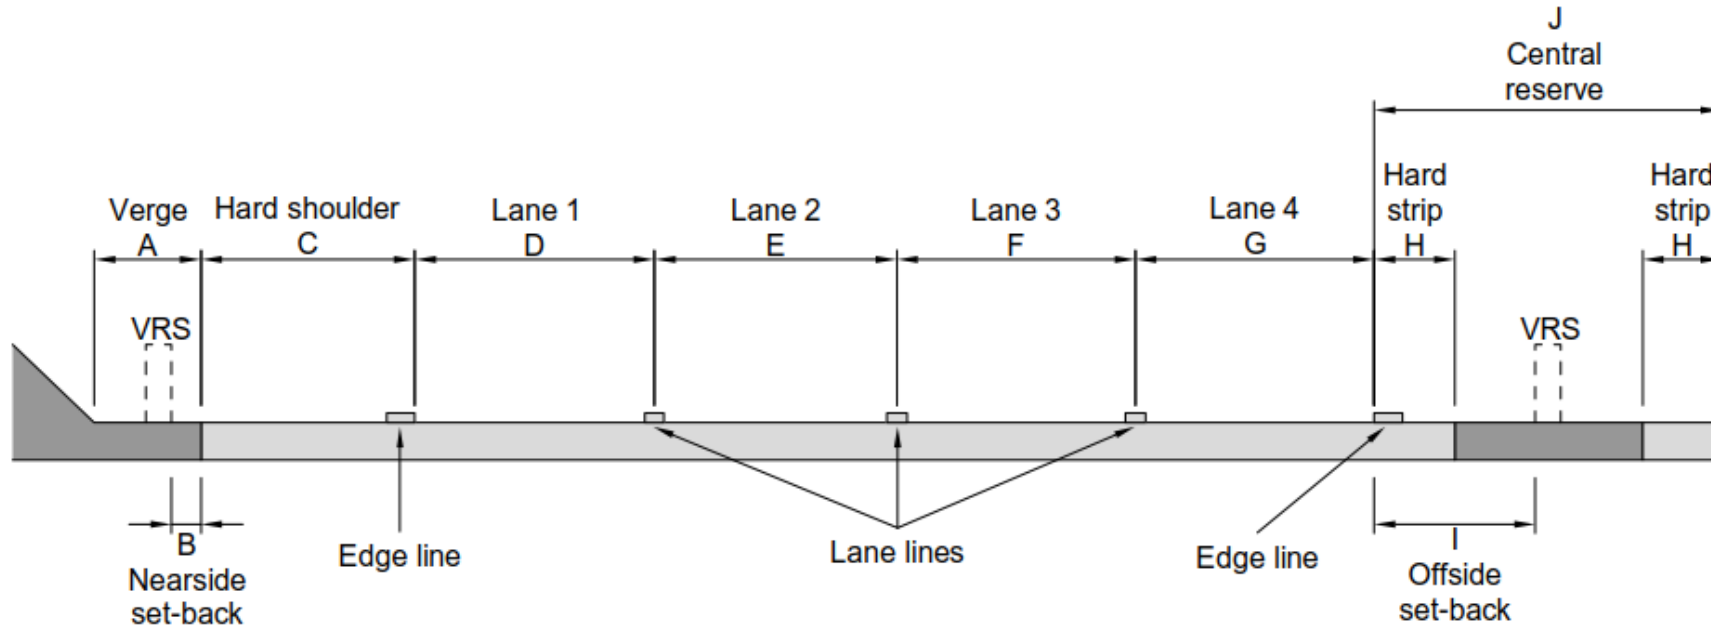 J
Central
reserve
Hard
strip
H
Hard
strip
H
Verge
A
Hard shoulder
C
Lane 1
D
Lane 2
E
Lane 3
F
Lane 4
G
VRS
VRS
B
Nearside
set-back
Edge line
Lane lines
Edge line
I
Offside
set-back